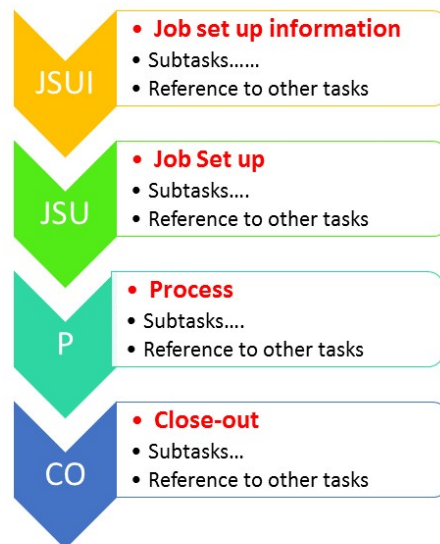 JSUI
• Job set up information
• Subtasks......
• Reference to other tasks
JSU
• Job Set up
• Subtasks....
• Reference to other tasks
P
• Process
• Subtasks....
• Reference to other tasks
CO
• Close-out
• Subtasks...
• Reference to other tasks